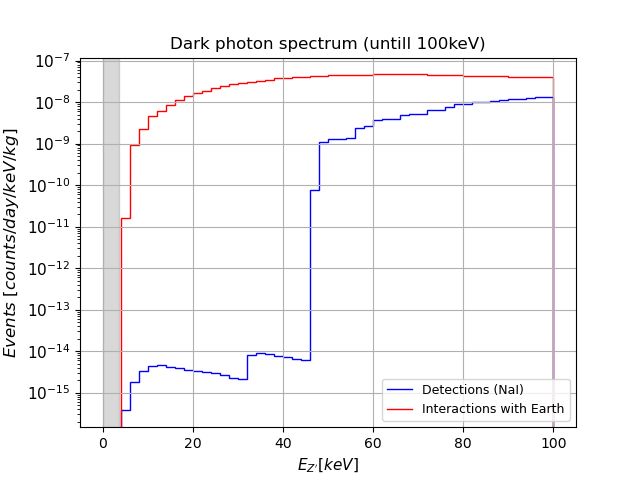 Dark photon spectrum (untill 100keV)
Events [counts/day/keV/kg]
10⁻⁷
10⁻⁸
10⁻⁹
10⁻¹⁰
10⁻¹¹
10⁻¹²
10⁻¹³
10⁻¹⁴
10⁻¹⁵
Detections (NaI)
Interactions with Earth
0 20 40 60 80 100
E_{Z'}[keV]